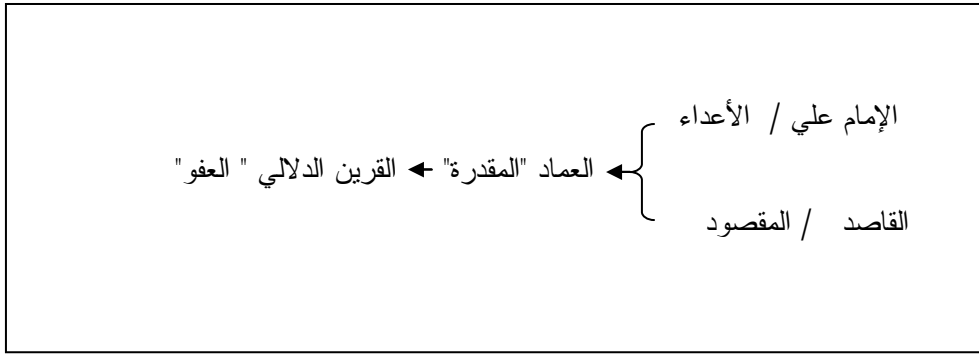 الإمام علي / الأعداء
العماد "المقدرة" ← القرين الدلالي " العفو"
القاصد / المقصود